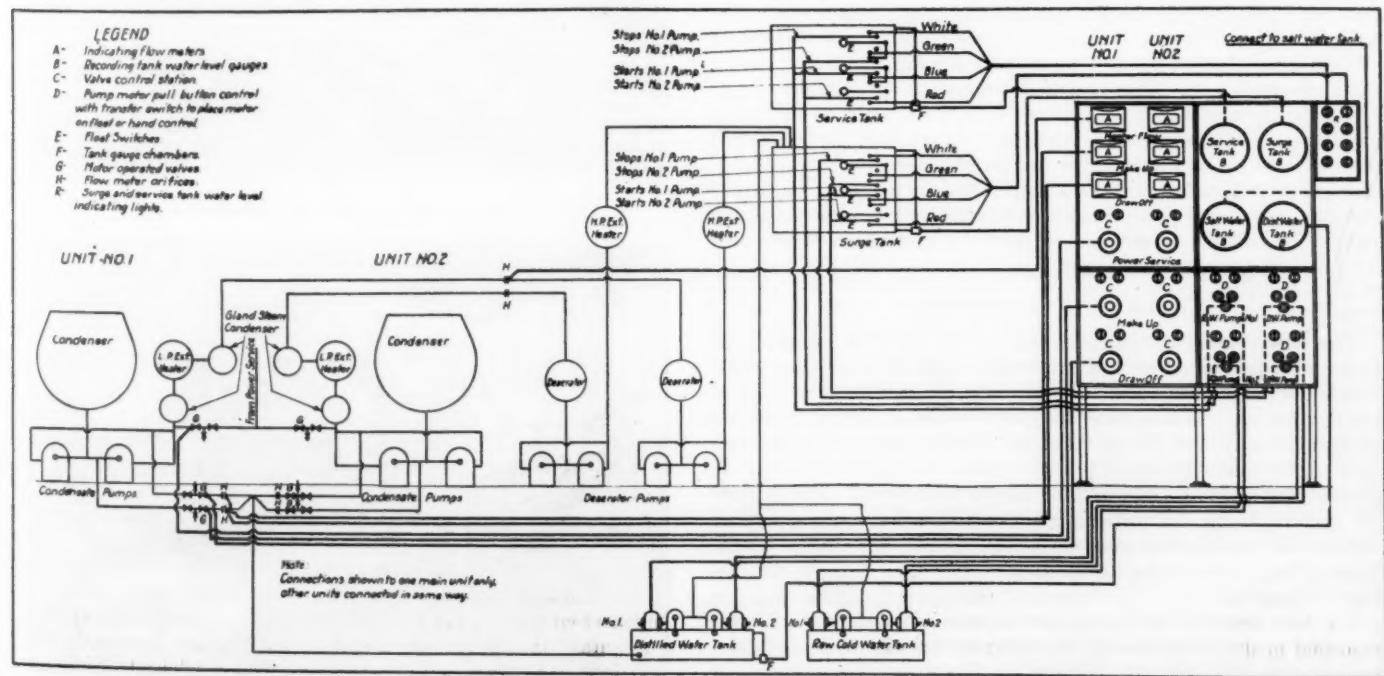 LEGEND
A- Indicating flow meters
B- Recording tank water level gauges
C- Valve control station
D- Pump motor pull button control
with transfer switch to place motor
on float or hand control
E- Float Switches
F- Tank gauge chambers
G- Motor operated valves
H- Flow meter orifices
R- Surge and service tank water level
indicating lights
Stops No.1 Pump
Stops No.2 Pump
Starts No.1 Pump
Starts No.2 Pump
E
E
White
Green
Blue
Red
F
Service Tank
Stops No.1 Pump
Stops No.2 Pump
Starts No.1 Pump
Starts No.2 Pump
E
E
E
White
Green
Blue
Red
F
Surge Tank
UNIT NO.1
UNIT NO.2
Connect to salt water tank
A
A
A
A
Make Up
A
A
Draw Off
C
C
Power Service
C
C
Make Up
C
C
Draw Off
Service Tank B
Surge Tank B
Salt Water Tank B
Dist Water Tank B
R
D
D
D.W. Pump
D
D
H.P. Ext. Heater
H.P. Ext. Heater
UNIT-NO.1
UNIT NO.2
H
H
Gland Steam Condenser
Condenser
L.P. Ext. Heater
L.P. Ext. Heater
Condenser
From Power Service
Deaerator
Deaerator
G
G
Condensate Pumps
Condensate Pumps
Deaerator Pumps
G
H
H
G
G
H
Note:
Connections shown to one main unit only,
other units connected in same way.
No.1
No.2
Distilled Water Tank
F
No.1
No.2
Raw Cold Water Tank